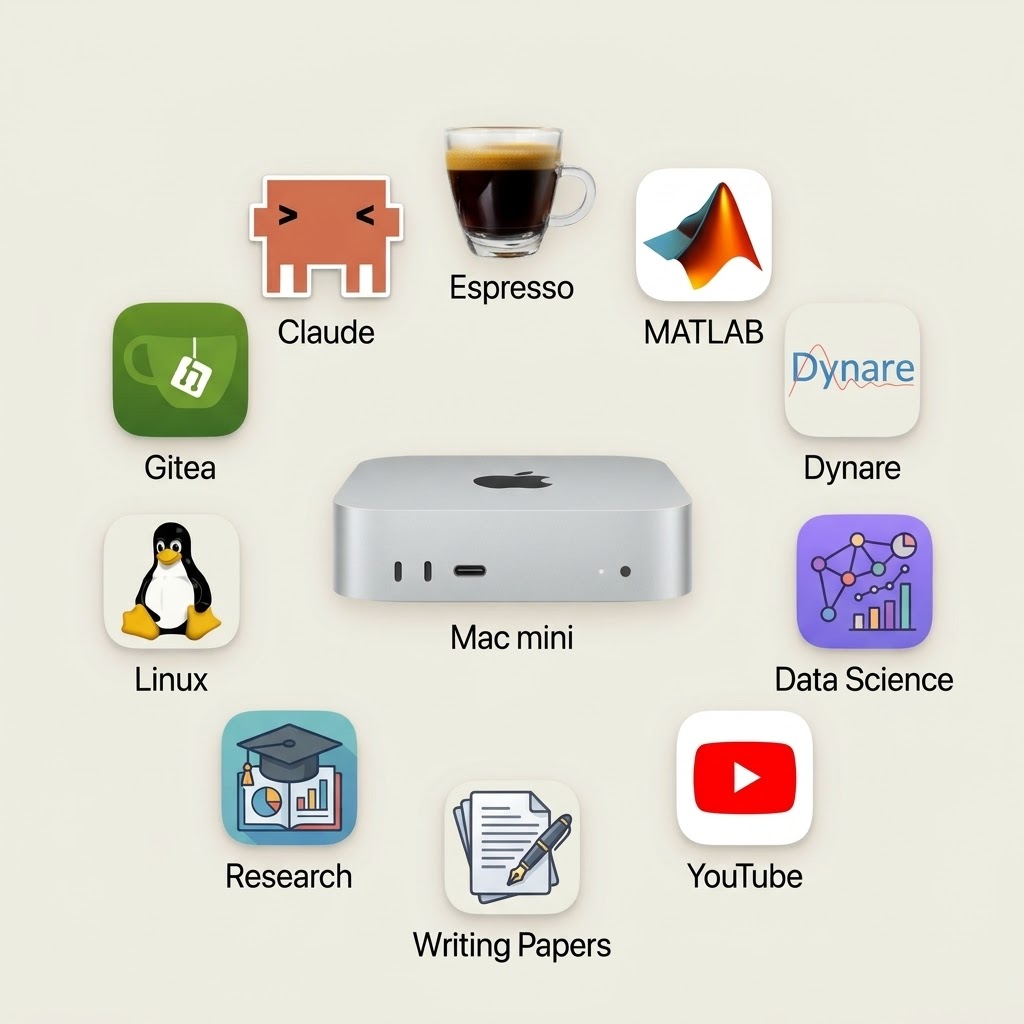 Espresso
Claude
MATLAB
Gitea
Dynare
Dynare
Mac mini
Linux
Data Science
Research
YouTube
Writing Papers